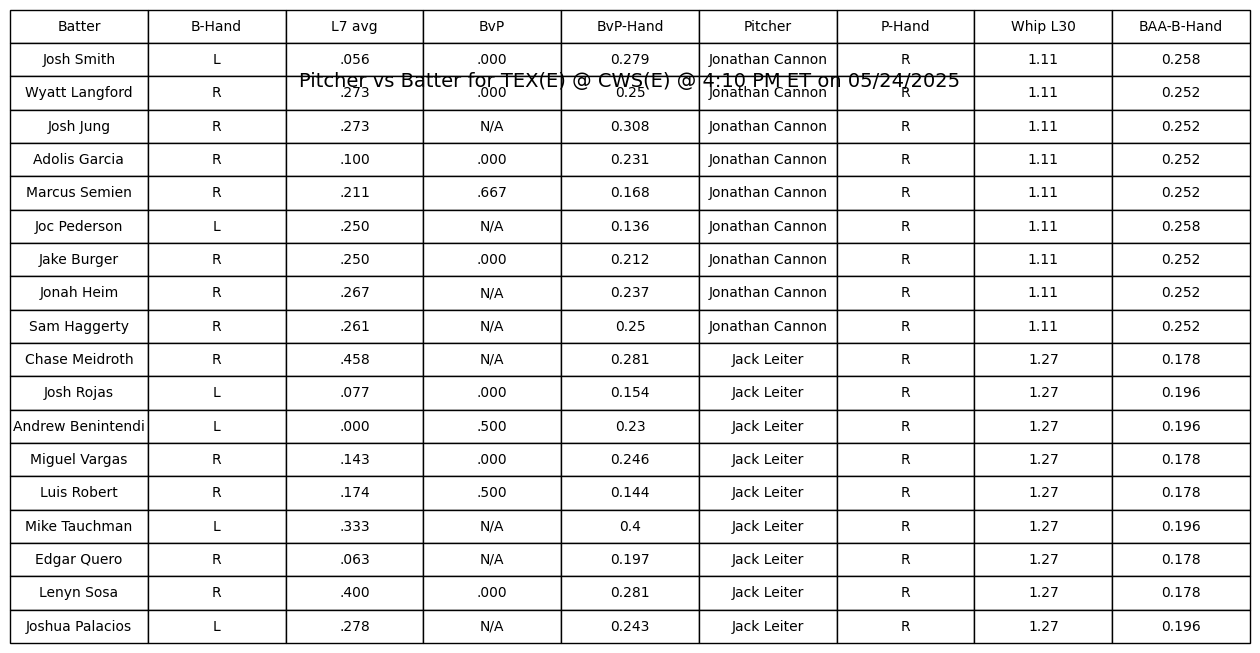 Batter B-Hand L7 avg BvP BvP-Hand Pitcher P-Hand Whip L30 BAA-B-Hand
Josh Smith L .056 .000 0.279 Jonathan Cannon R 1.11 0.258
Pitcher vs Batter for TEX(E) @ CWS(E) @ 4:10 PM ET on 05/24/2025
Wyatt Langford R .273 .000 0.25 Jonathan Cannon R 1.11 0.252
Josh Jung R .273 N/A 0.308 Jonathan Cannon R 1.11 0.252
Adolis Garcia R .100 .000 0.231 Jonathan Cannon R 1.11 0.252
Marcus Semien R .211 .667 0.168 Jonathan Cannon R 1.11 0.252
Joc Pederson L .250 N/A 0.136 Jonathan Cannon R 1.11 0.258
Jake Burger R .250 .000 0.212 Jonathan Cannon R 1.11 0.252
Jonah Heim R .267 N/A 0.237 Jonathan Cannon R 1.11 0.252
Sam Haggerty R .261 N/A 0.25 Jonathan Cannon R 1.11 0.252
Chase Meidroth R .458 N/A 0.281 Jack Leiter R 1.27 0.178
Josh Rojas L .077 .000 0.154 Jack Leiter R 1.27 0.196
Andrew Benintendi L .000 .500 0.23 Jack Leiter R 1.27 0.196
Miguel Vargas R .143 .000 0.246 Jack Leiter R 1.27 0.178
Luis Robert R .174 .500 0.144 Jack Leiter R 1.27 0.178
Mike Tauchman L .333 N/A 0.4 Jack Leiter R 1.27 0.196
Edgar Quero R .063 N/A 0.197 Jack Leiter R 1.27 0.178
Lenyn Sosa R .400 .000 0.281 Jack Leiter R 1.27 0.178
Joshua Palacios L .278 N/A 0.243 Jack Leiter R 1.27 0.196